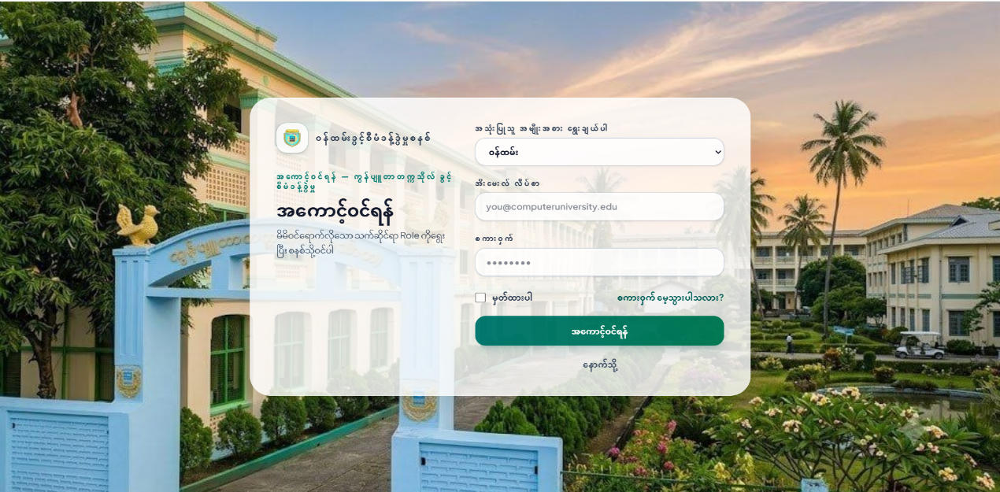 ဝန်ထမ်းခွင့်စီမံခန့်ခွဲမှုစနစ်
အကောင့်ဝင်ရန် — ကွန်ပျူတာတက္ကသိုလ် ခွင့်
စီမံခန့်ခွဲမှု
အကောင့်ဝင်ရန်
မိမိဝင်ရောက်လိုသော သက်ဆိုင်ရာ Role ကိုရွေး
ပြီး စနစ်သို့ဝင်ပါ
အသုံးပြုသူ အမျိုးအစား ရွေးချယ်ပါ
ဝန်ထမ်း
အီးမေးလ် လိပ်စာ
you@computeruniversity.edu
စကားဝှက်
မှတ်ထားပါ
စကားဝှက် မေ့သွားပါသလား?
အကောင့်ဝင်ရန်
နောက်သို့